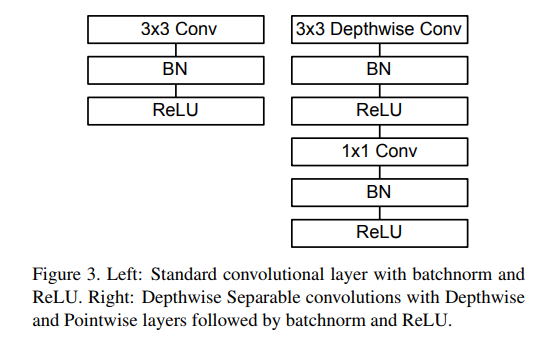 3x3 Conv
BN
ReLU
3x3 Depthwise Conv
BN
ReLU
1x1 Conv
BN
ReLU
Figure 3. Left: Standard convolutional layer with batchnorm and
ReLU. Right: Depthwise Separable convolutions with Depthwise
and Pointwise layers followed by batchnorm and ReLU.